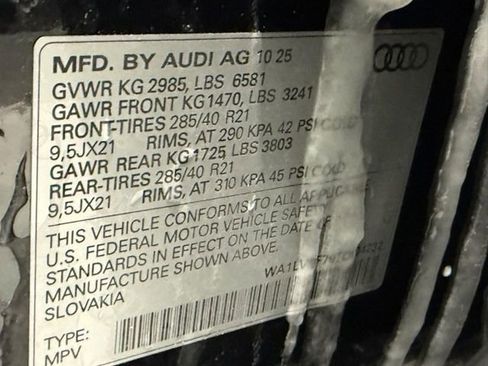 MFD. BY AUDI AG 10 25
GVWR KG 2985, LBS 6581
GAWR FRONT KG1470, LBS 3241
FRONT-TIRES 285/40 R21
9,5JX21 RIMS, AT 290 KPA 42 PSI COLD
GAWR REAR KG1725 LBS 3803
REAR-TIRES 285/40 R21
9,5JX21 RIMS, AT 310 KPA 45 PSI COLD
THIS VEHICLE CONFORMS TO ALL APPLICABLE
U.S. FEDERAL MOTOR VEHICLE SAFETY
STANDARDS IN EFFECT ON THE DATE OF
MANUFACTURE SHOWN ABOVE.
SLOVAKIA
TYPE:
MPV